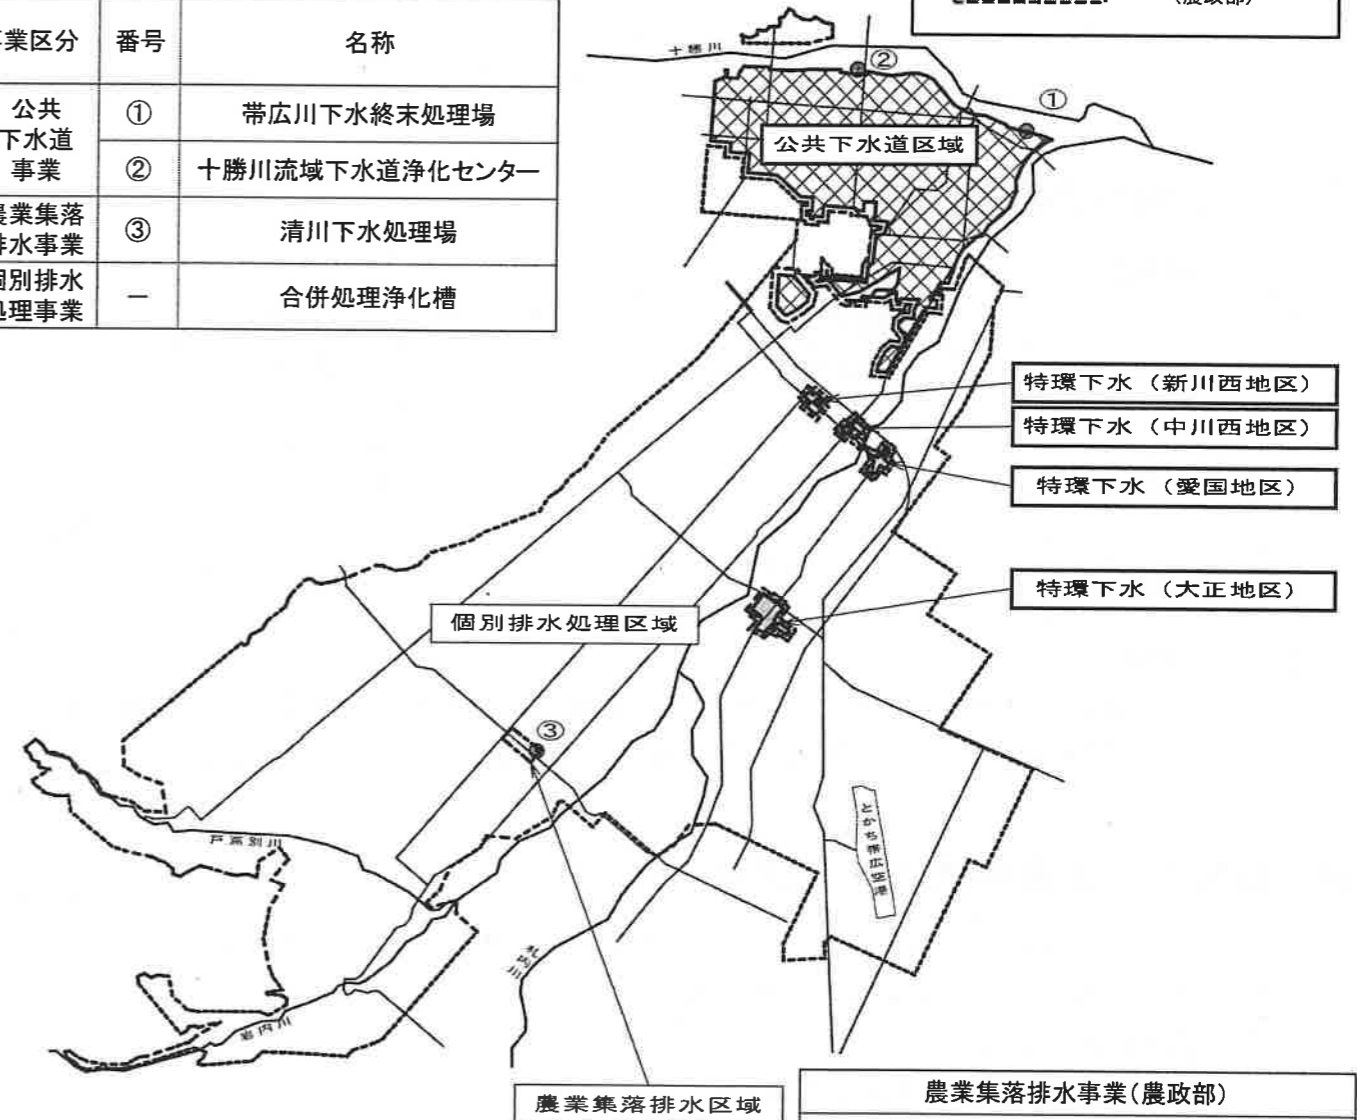 (農政部)
業区分 番号 名称
公共
下水道
事業
① 帯広川下水終末処理場
② 十勝川流域下水道浄化センター
農業集落
排水事業
③ 清川下水処理場
個別排水
処理事業
― 合併処理浄化槽
十勝川
②
①
公共下水道区域
特環下水(新川西地区)
特環下水(中川西地区)
特環下水(愛国地区)
特環下水(大正地区)
個別排水処理区域
③
戸蔦別川
とかち帯広空港
札内川
岩内川
農業集落排水区域
農業集落排水事業(農政部)